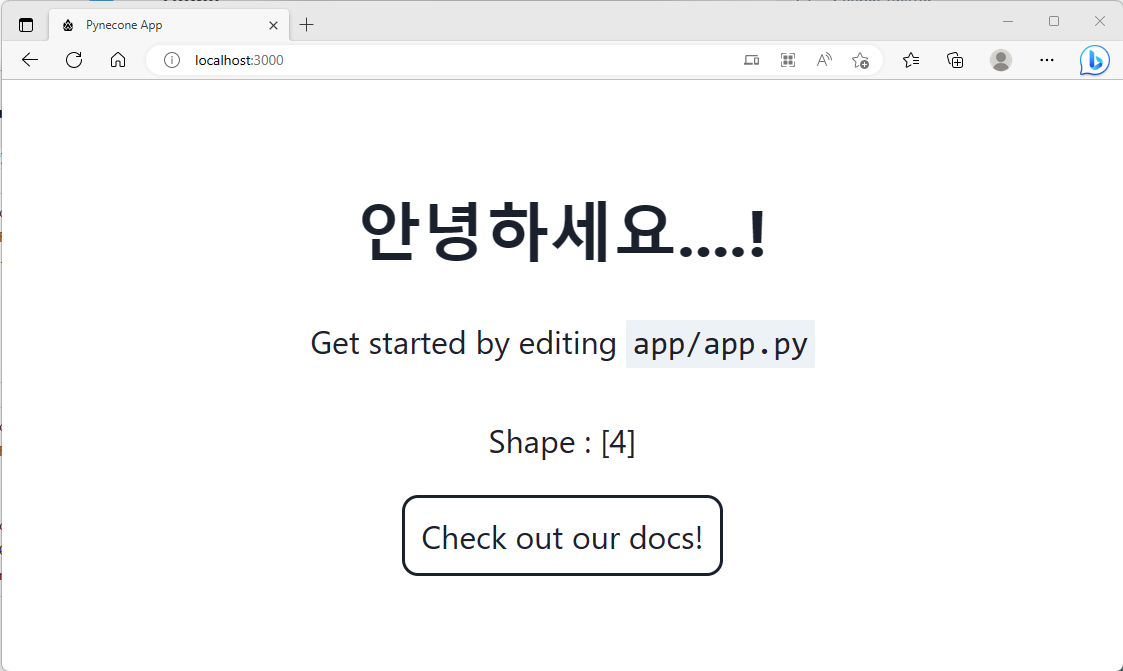 Pynecone App
localhost:3000
안녕하세요....!
Get started by editing app/app.py
Shape : [4]
Check out our docs!